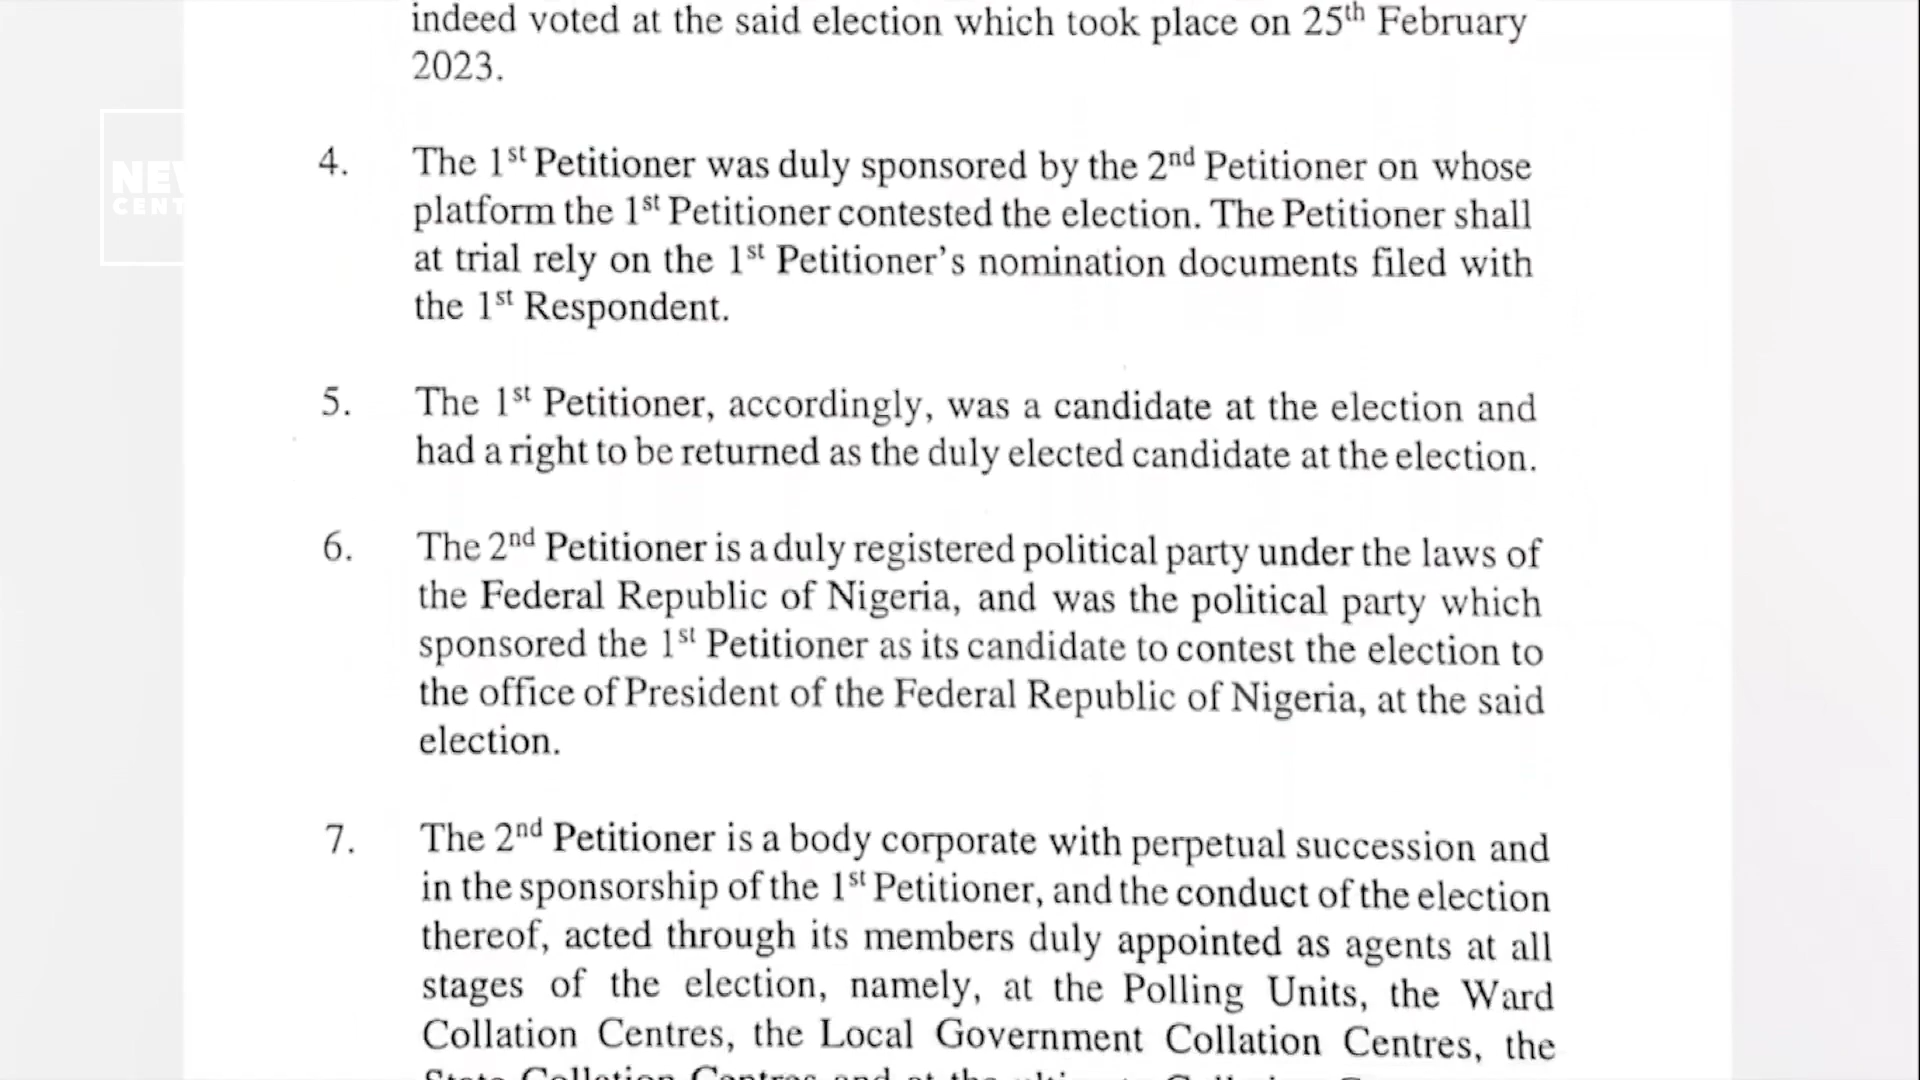 indeed voted at the said election which took place on 25th February
2023.
NEW
CENT
4. The 1st Petitioner was duly sponsored by the 2nd Petitioner on whose
platform the 1st Petitioner contested the election. The Petitioner shall
at trial rely on the 1st Petitioner’s nomination documents filed with
the 1st Respondent.
5. The 1st Petitioner, accordingly, was a candidate at the election and
had a right to be returned as the duly elected candidate at the election.
6. The 2nd Petitioner is a duly registered political party under the laws of
the Federal Republic of Nigeria, and was the political party which
sponsored the 1st Petitioner as its candidate to contest the election to
the office of President of the Federal Republic of Nigeria, at the said
election.
7. The 2nd Petitioner is a body corporate with perpetual succession and
in the sponsorship of the 1st Petitioner, and the conduct of the election
thereof, acted through its members duly appointed as agents at all
stages of the election, namely, at the Polling Units, the Ward
Collation Centres, the Local Government Collation Centres, the
State Collation Centres and at the